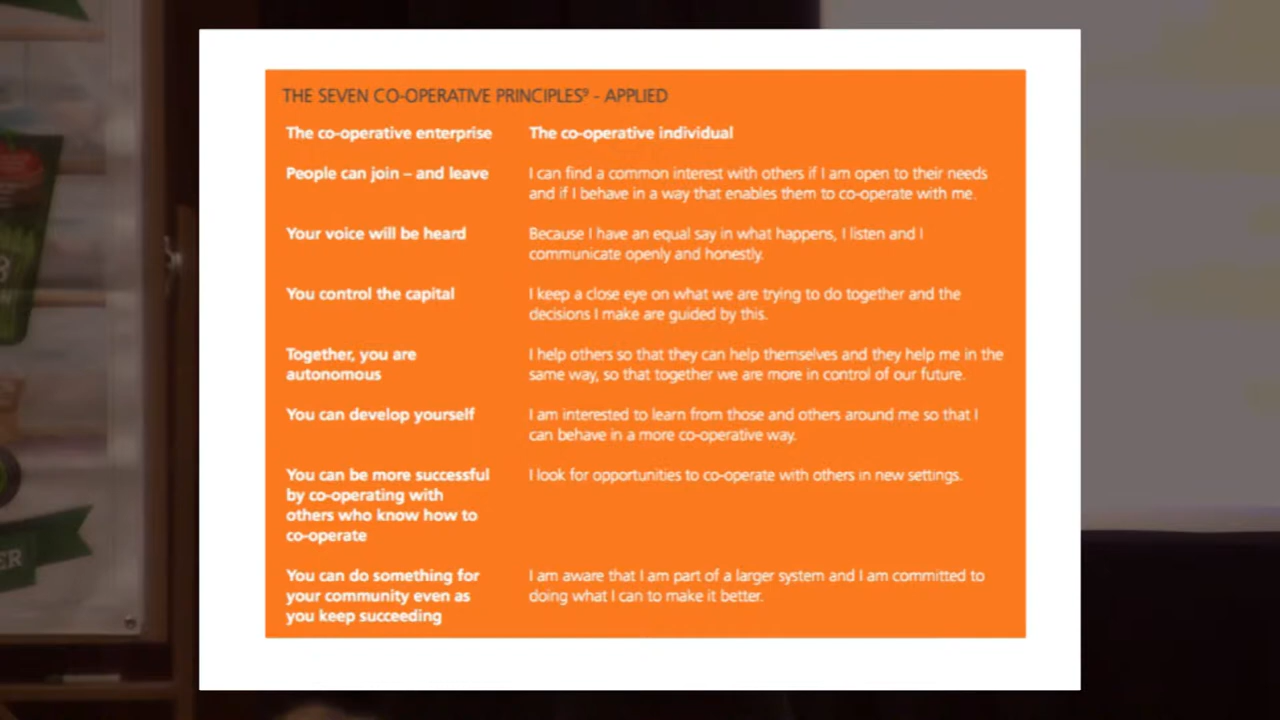 THE SEVEN CO-OPERATIVE PRINCIPLES⁹ - APPLIED
The co-operative enterprise
The co-operative individual
People can join – and leave
I can find a common interest with others if I am open to their needs
and if I behave in a way that enables them to co-operate with me.
Your voice will be heard
Because I have an equal say in what happens, I listen and I
communicate openly and honestly.
You control the capital
I keep a close eye on what we are trying to do together and the
decisions I make are guided by this.
Together, you are
autonomous
I help others so that they can help themselves and they help me in the
same way, so that together we are more in control of our future.
You can develop yourself
I am interested to learn from those and others around me so that I
can behave in a more co-operative way.
You can be more successful
by co-operating with
others who know how to
co-operate
I look for opportunities to co-operate with others in new settings.
You can do something for
your community even as
you keep succeeding
I am aware that I am part of a larger system and I am committed to
doing what I can to make it better.